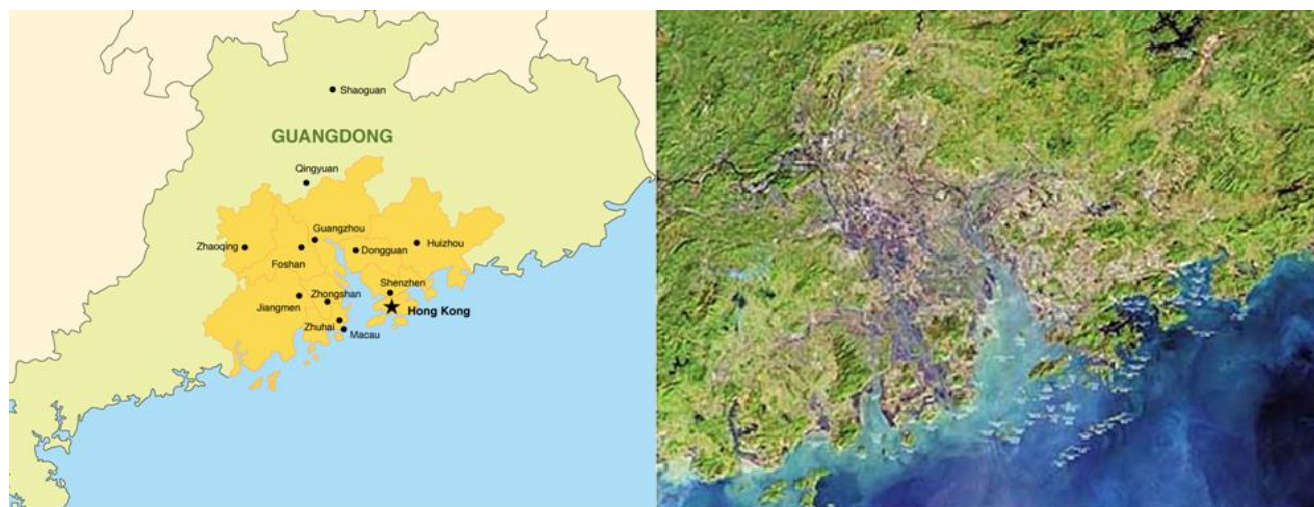 Shaoguan
GUANGDONG
Qingyuan
Guangzhou
Zhaoqing
Dongguan
Huizhou
Foshan
Shenzhen
Zhongshan
Jiangmen
Hong Kong
Zhuhai
Macau